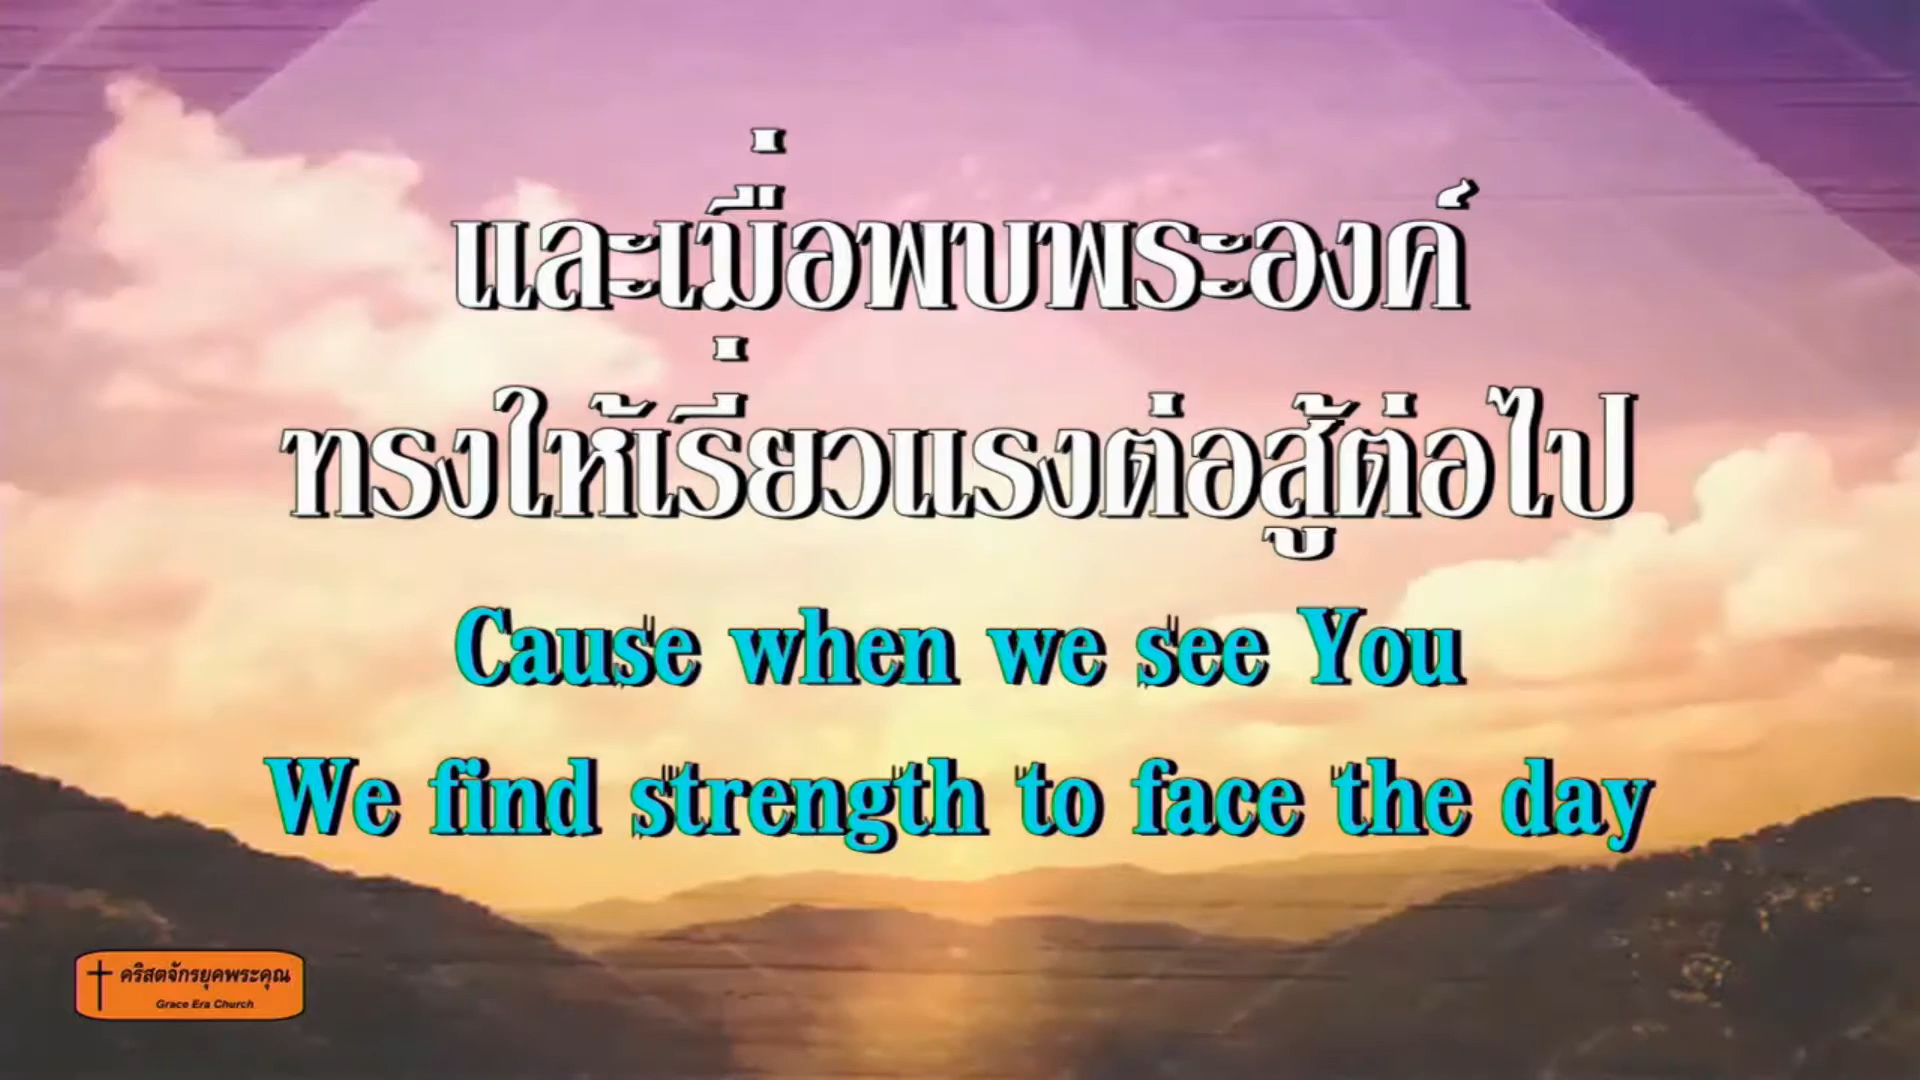 และเมื่อพบพระองค์
ทรงให้เรี่ยวแรงต่อสู้ต่อไป
Cause when we see You
We find strength to face the day
คริสตจักรยุคพระคุณ
Grace Era Church